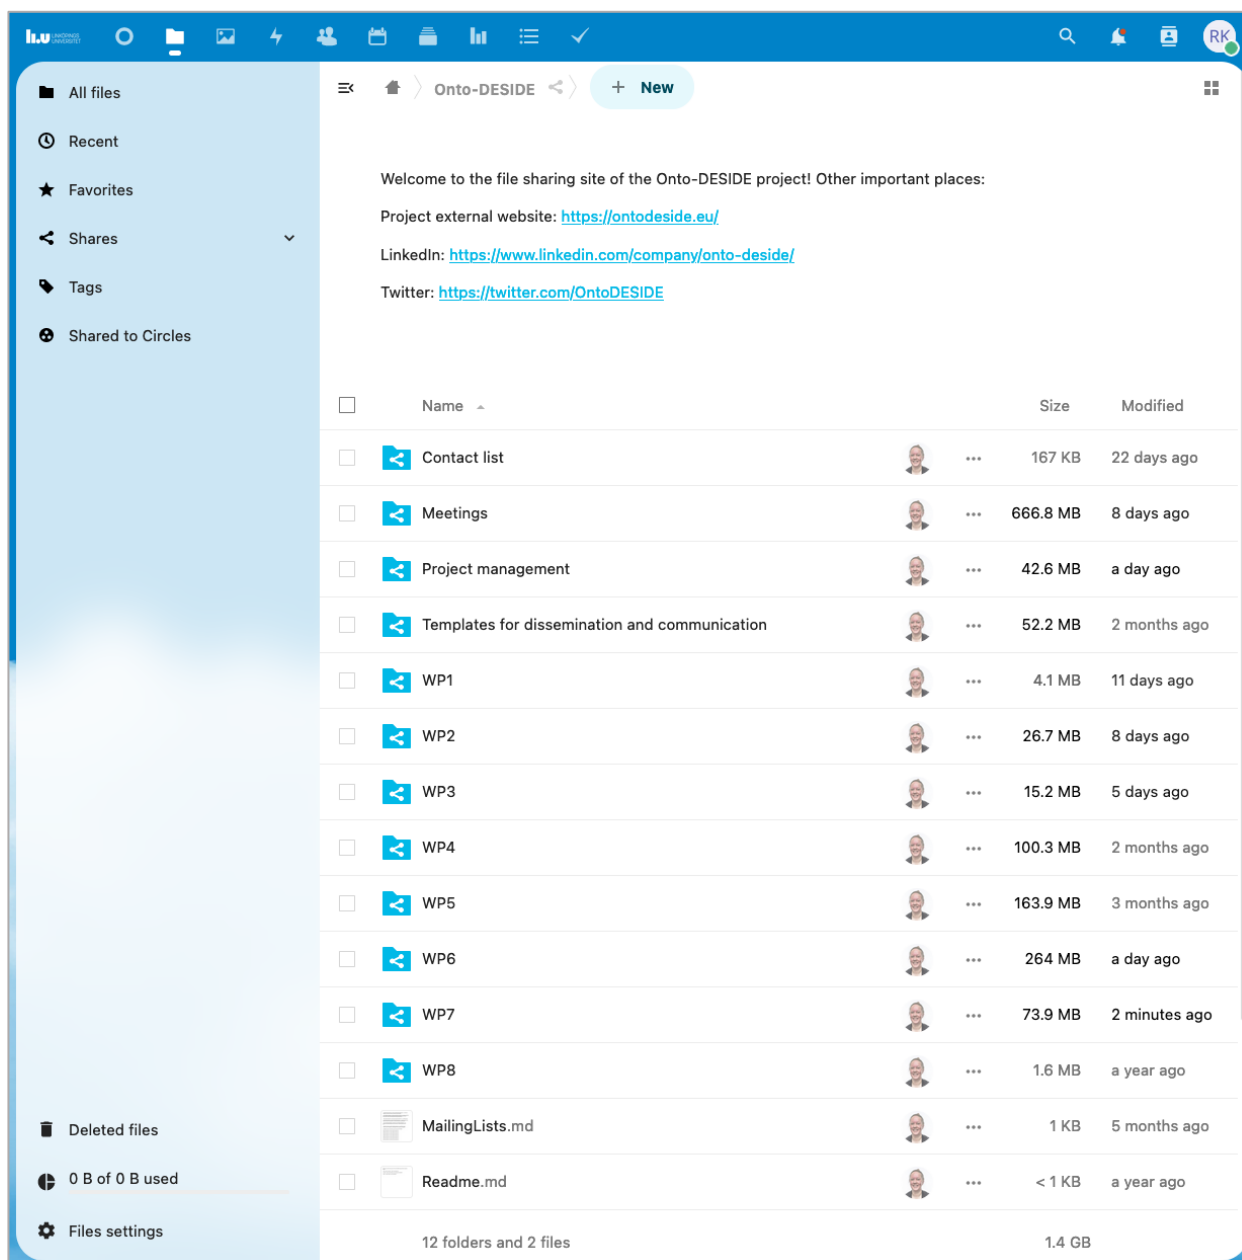 li.u LINKÖPINGS UNIVERSITET
RK
All files
Recent
Favorites
Shares
Tags
Shared to Circles
Onto-DESIDE
+ New
Welcome to the file sharing site of the Onto-DESIDE project! Other important places:
Project external website: https://ontodeside.eu/
LinkedIn: https://www.linkedin.com/company/onto-deside/
Twitter: https://twitter.com/OntoDESIDE
Name Size Modified
Contact list 167 KB 22 days ago
Meetings 666.8 MB 8 days ago
Project management 42.6 MB a day ago
Templates for dissemination and communication 52.2 MB 2 months ago
WP1 4.1 MB 11 days ago
WP2 26.7 MB 8 days ago
WP3 15.2 MB 5 days ago
WP4 100.3 MB 2 months ago
WP5 163.9 MB 3 months ago
WP6 264 MB a day ago
WP7 73.9 MB 2 minutes ago
WP8 1.6 MB a year ago
MailingLists.md 1 KB 5 months ago
Readme.md < 1 KB a year ago
12 folders and 2 files 1.4 GB
Deleted files
0 B of 0 B used
Files settings